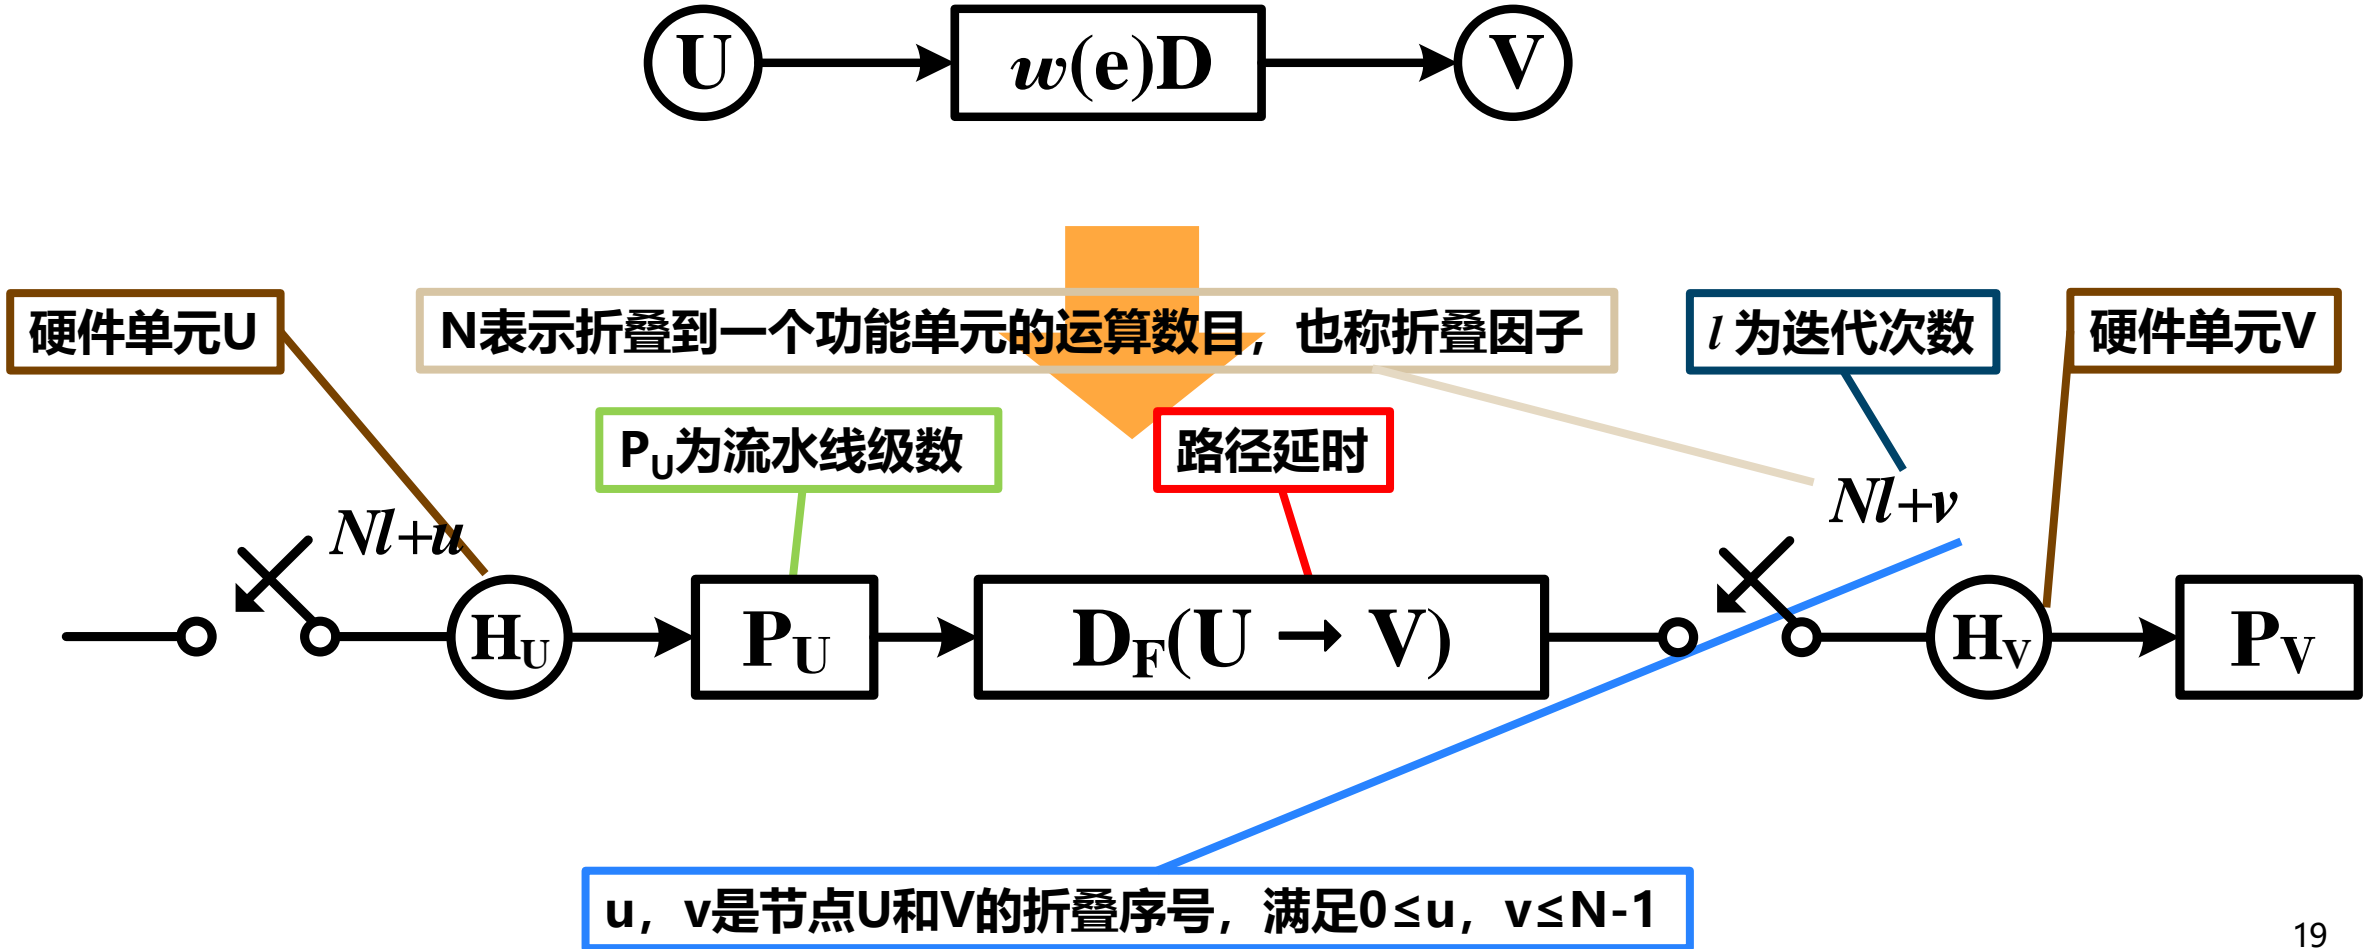 U w(e)D V
硬件单元U N表示折叠到一个功能单元的运算数目，也称折叠因子 l 为迭代次数 硬件单元V
PU为流水线级数 路径延时
Nl+u Nl+v
HU PU DF(U → V) HV PV
u，v是节点U和V的折叠序号，满足0≤u，v≤N-1
19